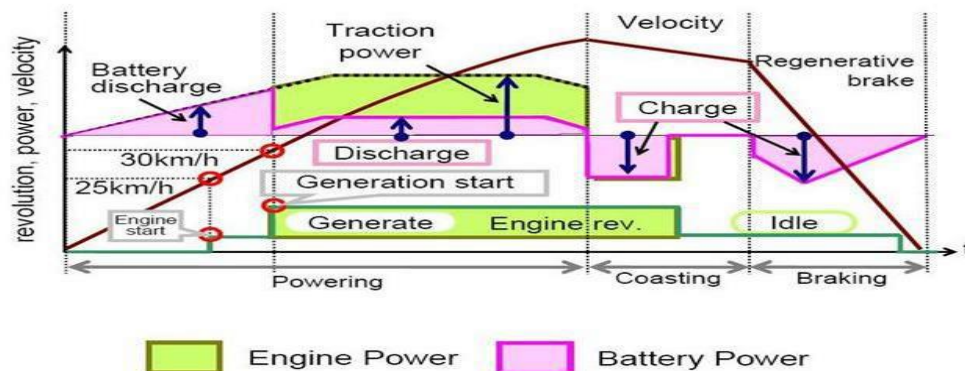 revolution, power, velocity
Battery
discharge
Traction
power
Velocity
Regenerative
brake
Charge
Discharge
30km/h
25km/h
Generation start
Engine
start
Generate
Engine rev.
Idle
t
Powering
Coasting
Braking
Engine Power
Battery Power